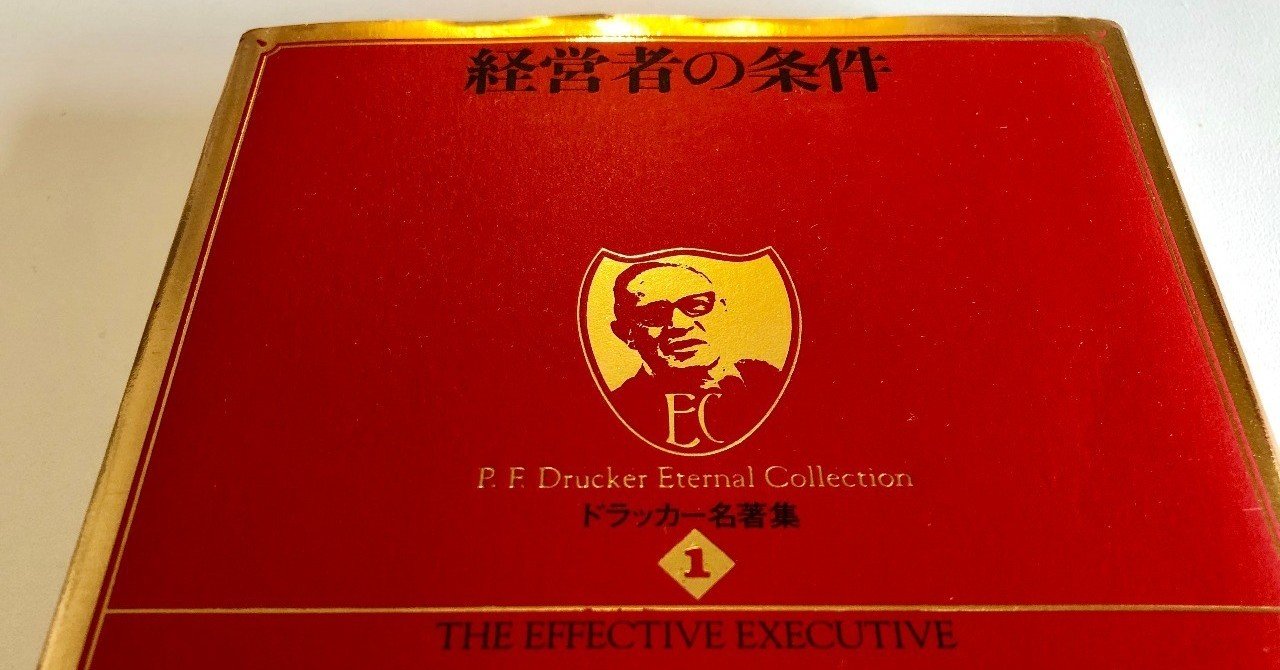 経営者の条件
EC
P. F. Drucker Eternal Collection
ドラッカー名著集
1
THE EFFECTIVE EXECUTIVE